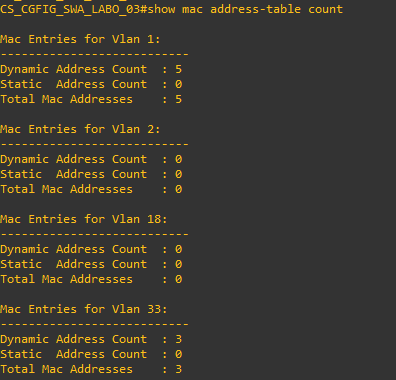 CS_CGFIG_SWA_LABO_03#show mac address-table count
Mac Entries for Vlan 1:
---------------------------
Dynamic Address Count  : 5
Static  Address Count  : 0
Total Mac Addresses    : 5
Mac Entries for Vlan 2:
---------------------------
Dynamic Address Count  : 0
Static  Address Count  : 0
Total Mac Addresses    : 0
Mac Entries for Vlan 18:
---------------------------
Dynamic Address Count  : 0
Static  Address Count  : 0
Total Mac Addresses    : 0
Mac Entries for Vlan 33:
---------------------------
Dynamic Address Count  : 3
Static  Address Count  : 0
Total Mac Addresses    : 3